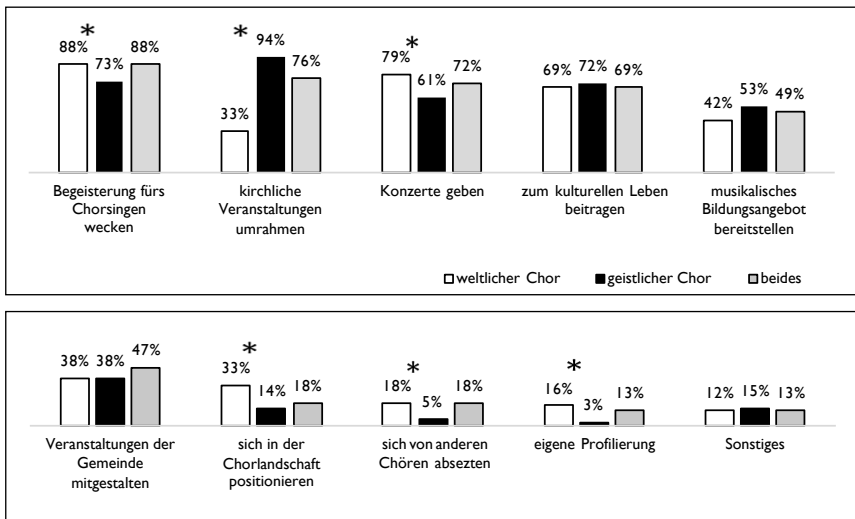 * * *
88% 73% 88% 33% 94% 76% 79% 61% 72% 69% 72% 69% 42% 53% 49%
Begeisterung fürs
Chorsingen
wecken
kirchliche
Veranstaltungen
umrahmen
Konzerte geben
zum kulturellen Leben
beitragen
musikalisches
Bildungsangebot
bereitstellen
weltlicher Chor geistlicher Chor beides
* * *
38% 38% 47% 33% 14% 18% 18% 5% 18% 16% 3% 13% 12% 15% 13%
Veranstaltungen der
Gemeinde
mitgestalten
sich in der
Chorlandschaft
positionieren
sich von anderen
Chören absezten
eigene Profilierung
Sonstiges